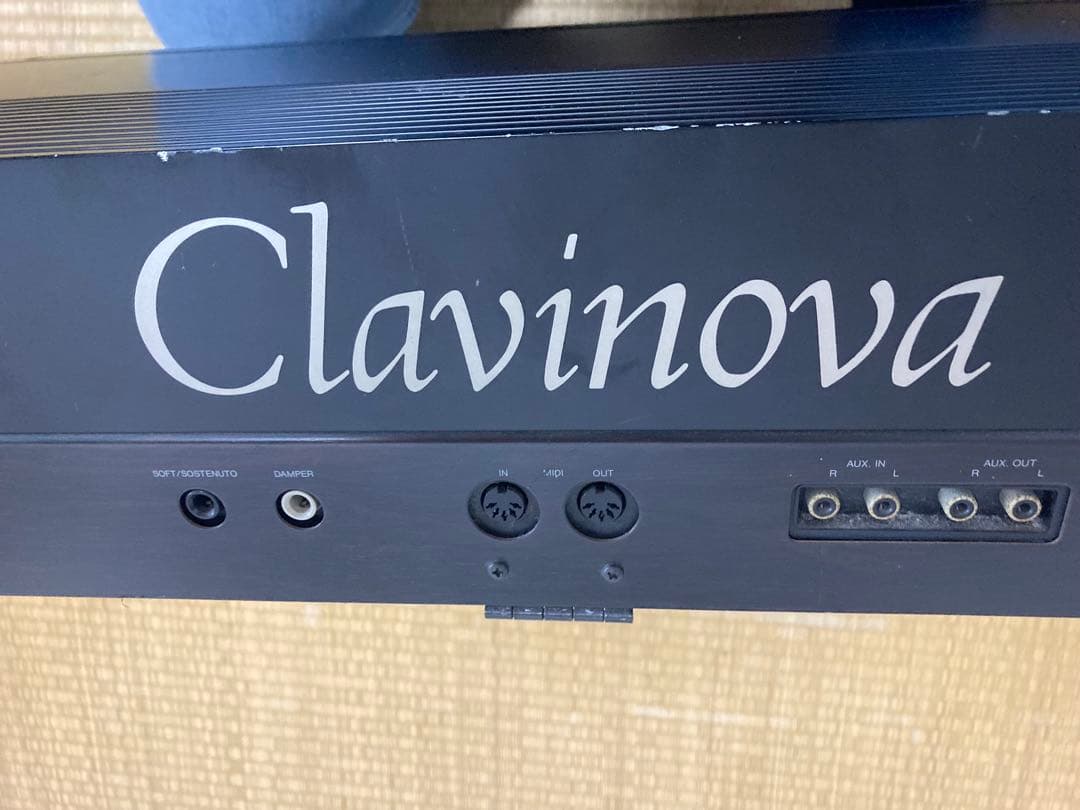 Clavinova
SOFT/SOSTENUTO DAMPER IN MIDI OUT AUX. IN AUX. OUT
R L R L